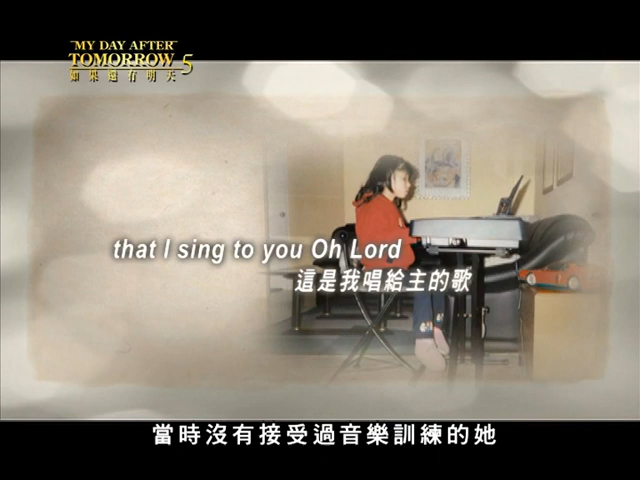 MY DAY AFTER
TOMORROW 5
如果還有明天
that I sing to you Oh Lord
這是我唱給主的歌
當時沒有接受過音樂訓練的她